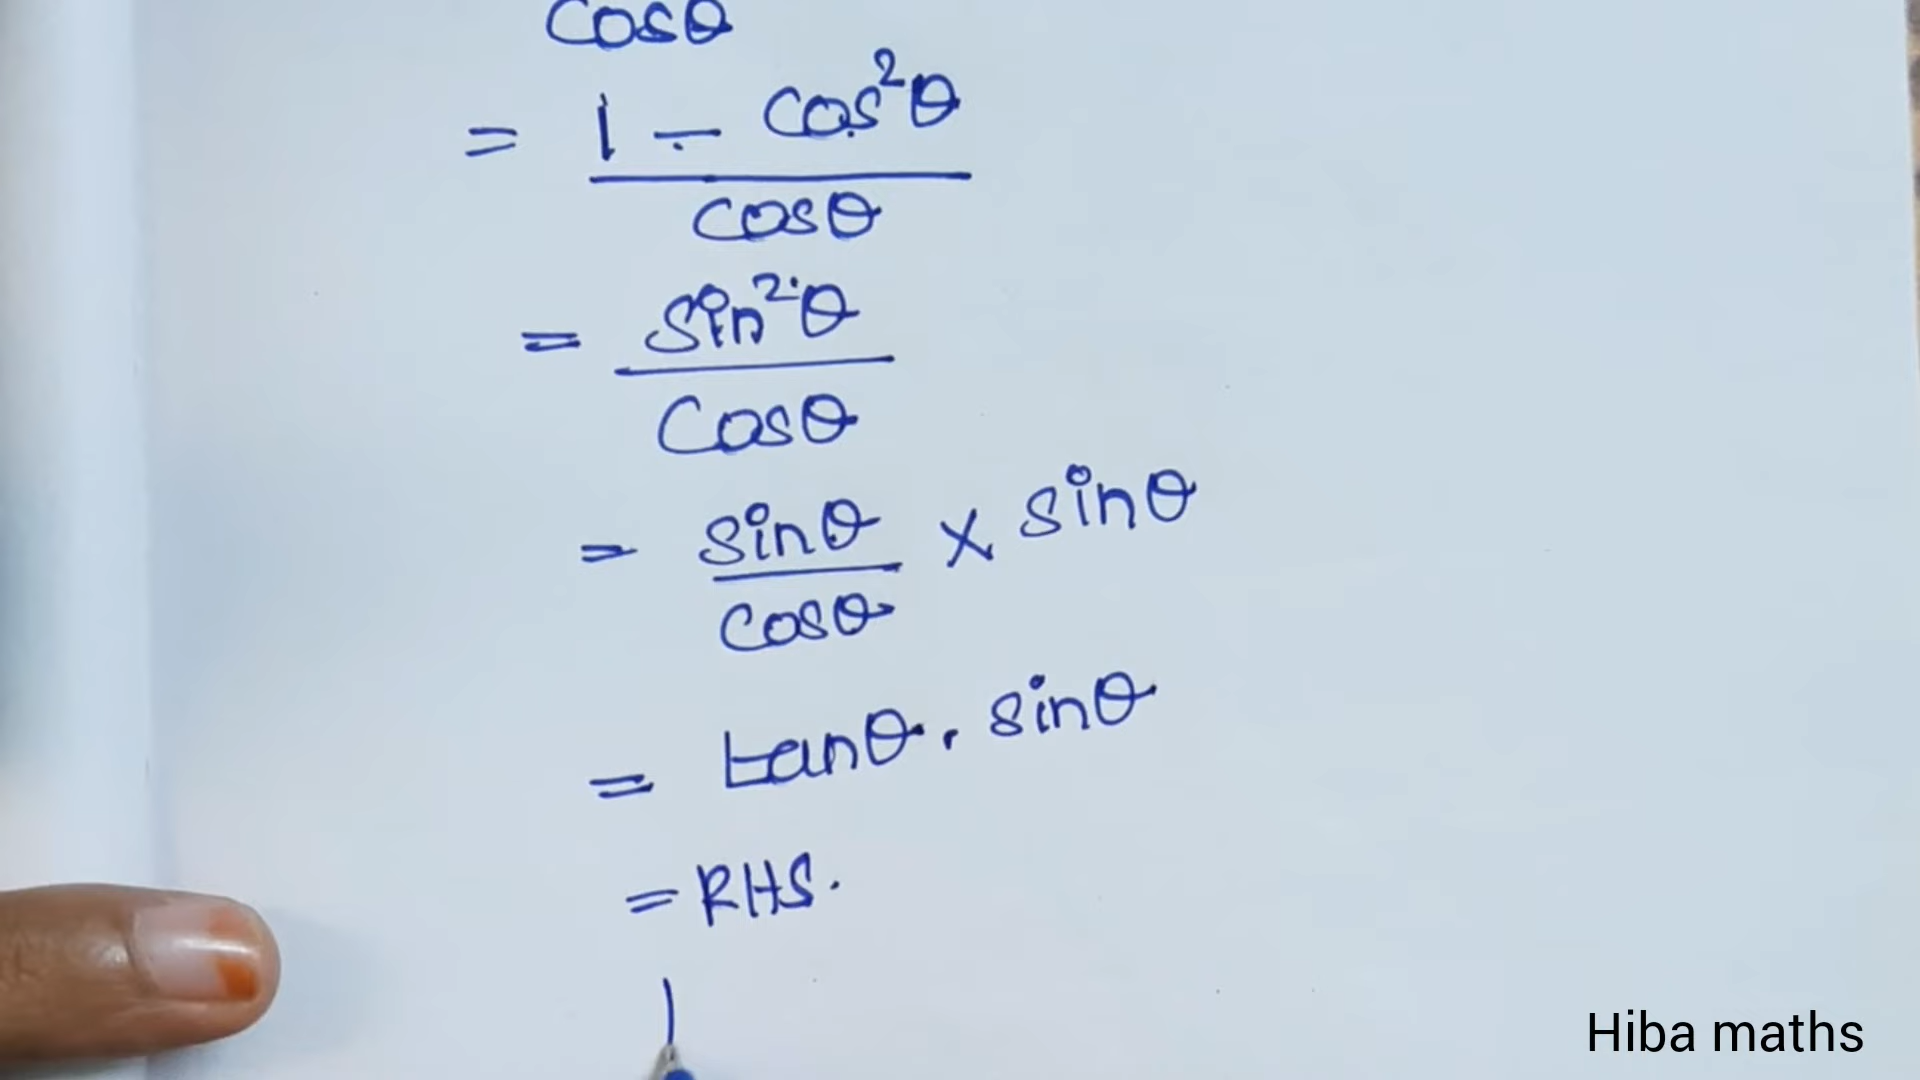 cosθ
= 1 - cos²θ
cosθ
= sin²θ
cosθ
= sinθ × sinθ
cosθ
= tanθ . sinθ
= RHS.
Hiba maths